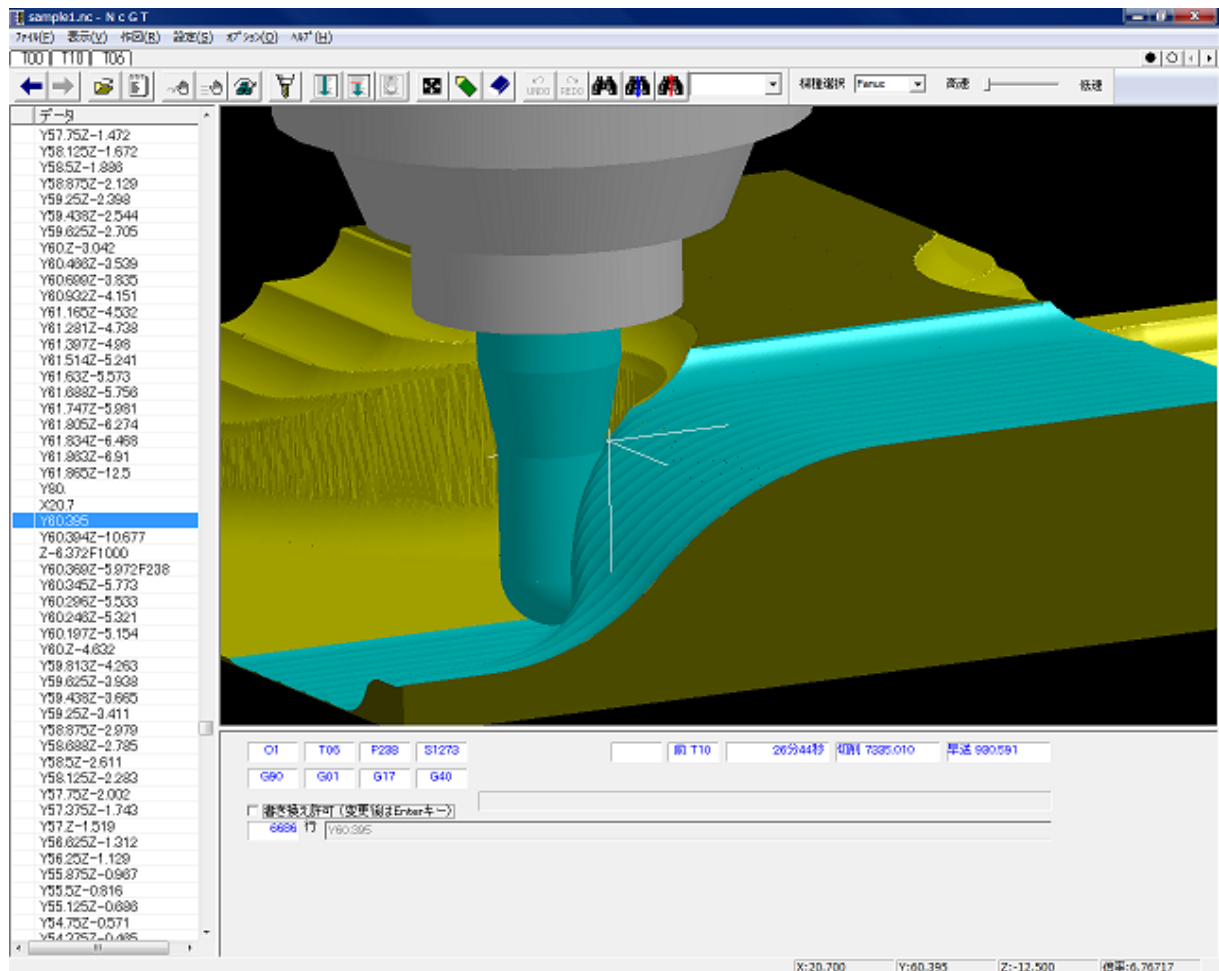 sample1.nc - NcGT
ﾌｧｲﾙ(E) 表示(V) 作図(R) 設定(S) ｵﾌﾟｼｮﾝ(O) ﾍﾙﾌﾟ(H)
T00 T10 T06
UNDO REDO 機種選択 Fanuc 高速 低速
データ
Y57.75Z-1.472
Y58.125Z-1.672
Y58.5Z-1.886
Y58.875Z-2.129
Y59.25Z-2.398
Y59.438Z-2.544
Y59.625Z-2.705
Y60.Z-3.042
Y60.466Z-3.539
Y60.699Z-3.835
Y60.932Z-4.151
Y61.165Z-4.532
Y61.281Z-4.738
Y61.397Z-4.98
Y61.514Z-5.241
Y61.63Z-5.573
Y61.688Z-5.756
Y61.747Z-5.981
Y61.805Z-6.274
Y61.834Z-6.468
Y61.863Z-6.91
Y61.865Z-12.5
Y80.
X20.7
Y60.395
Y60.394Z-10.677
Z-6.372F1000
Y60.369Z-5.972F238
Y60.345Z-5.773
Y60.296Z-5.533
Y60.246Z-5.321
Y60.197Z-5.154
Y60.Z-4.632
Y59.813Z-4.263
Y59.625Z-3.938
Y59.438Z-3.665
Y59.25Z-3.411
Y58.875Z-2.979
Y58.688Z-2.785
Y58.5Z-2.611
Y58.125Z-2.283
Y57.75Z-2.002
Y57.375Z-1.743
Y57.Z-1.519
Y56.625Z-1.312
Y56.25Z-1.129
Y55.875Z-0.967
Y55.5Z-0.816
Y55.125Z-0.686
Y54.75Z-0.571
Y54.375Z-0.465
O1 T06 F238 S1273 前 T10 26分44秒 切削 7335.010 早送 930.591
G90 G01 G17 G40
書き換え許可（変更後はEnterキー）
6686 行 Y60.395
X:20.700 Y:60.395 Z:-12.500 倍率:6.76717